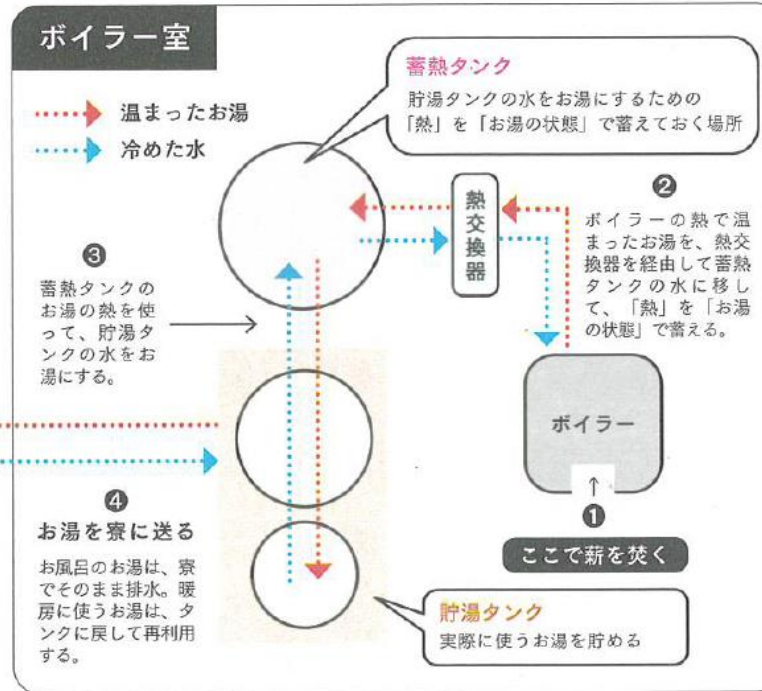 ボイラー室
温まったお湯
冷めた水
蓄熱タンク
貯湯タンクの水をお湯にするための
「熱」を「お湯の状態」で蓄えておく場所
熱交換器
❷
ボイラーの熱で温
まったお湯を、熱交
換器を経由して蓄熱
タンクの水に移し
て、「熱」を「お湯
の状態」で蓄える。
❸
蓄熱タンクの
お湯の熱を使
って、貯湯タ
ンクの水をお
湯にする。
ボイラー
❶
ここで薪を焚く
❹
お湯を寮に送る
お風呂のお湯は、寮
でそのまま排水。暖
房に使うお湯は、タ
ンクに戻して再利用
する。
貯湯タンク
実際に使うお湯を貯める